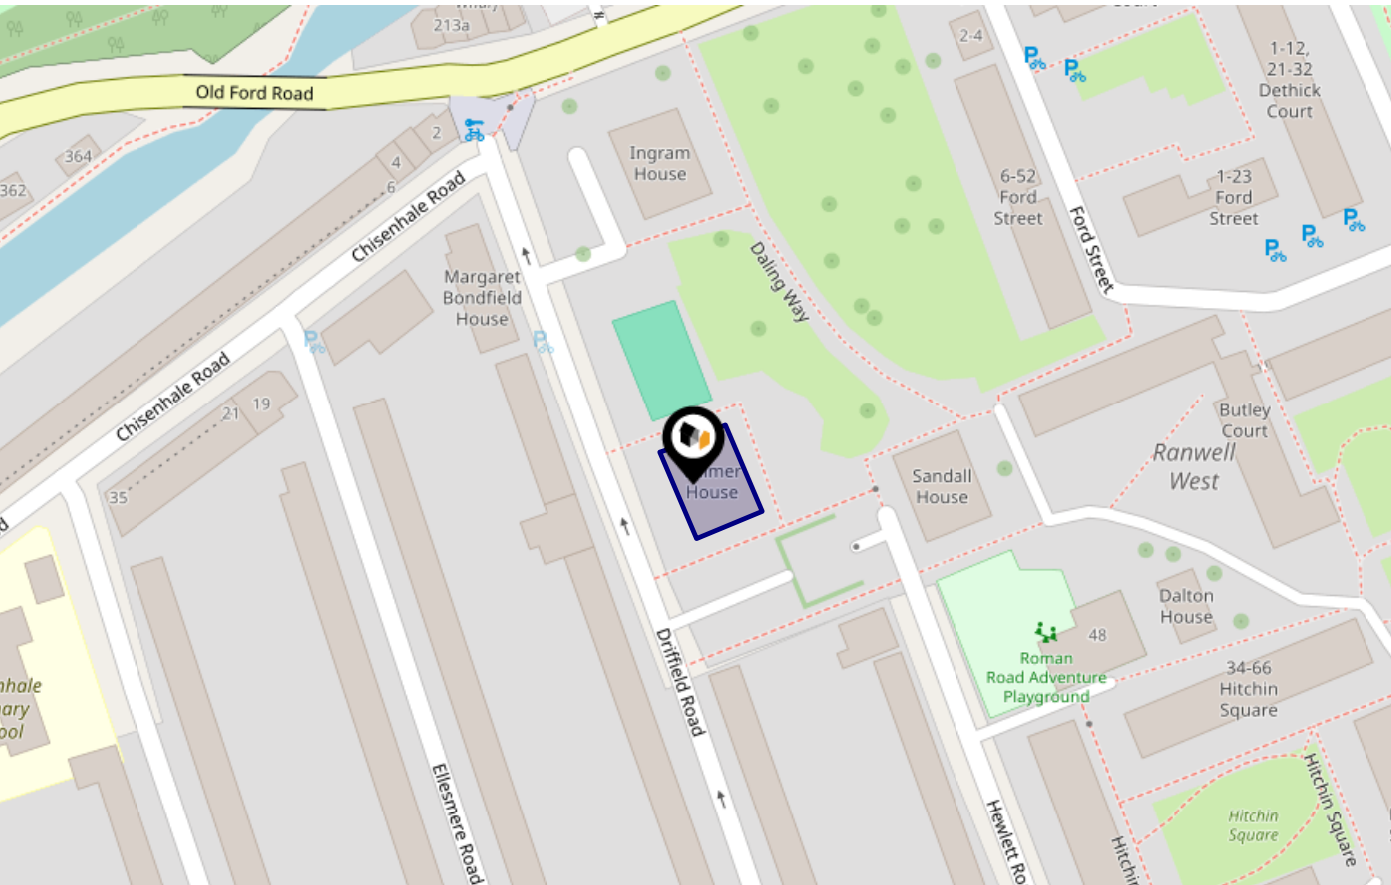 213a
Old Ford Road
364
362
2
4
6
Chisenhale Road
Ingram
House
2-4
1-12,
21-32
Dethick
Court
6-52
Ford
Street
1-23
Ford
Street
Ford Street
Margaret
Bondfield
House
Daling Way
Chisenhale Road
21
19
35
House
Sandall
House
Butley
Court
Ranwell
West
Dalton
House
48
Roman
Road Adventure
Playground
34-66
Hitchin
Square
Driffield Road
Ellesmere Road
Hewlett Ro
Hitchin
Square
Hitchin Square
Hitchin